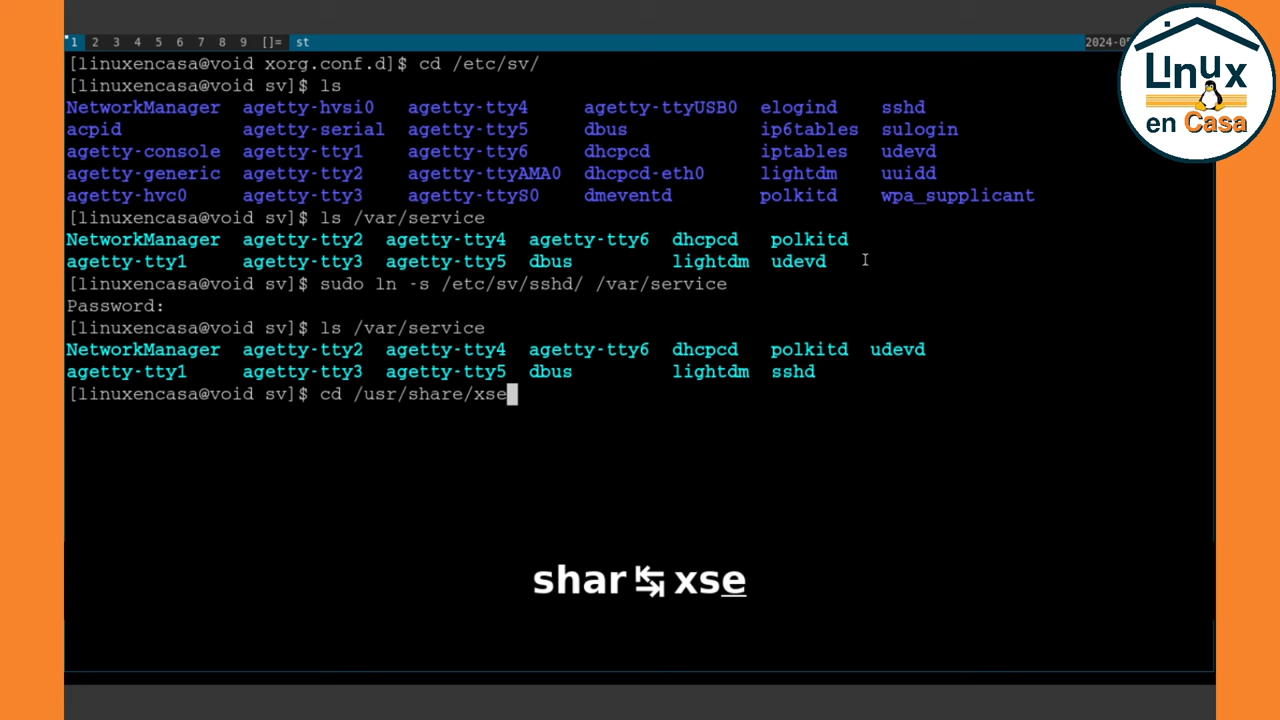 1 2 3 4 5 6 7 8 9 []= st 2024-0
[linuxencasa@void xorg.conf.d]$ cd /etc/sv/
[linuxencasa@void sv]$ ls
NetworkManager agetty-hvsi0 agetty-tty4 agetty-ttyUSB0 elogind sshd
acpid agetty-serial agetty-tty5 dbus ip6tables sulogin
agetty-console agetty-tty1 agetty-tty6 dhcpcd iptables udevd
agetty-generic agetty-tty2 agetty-ttyAMA0 dhcpcd-eth0 lightdm uuidd
agetty-hvc0 agetty-tty3 agetty-ttyS0 dmeventd polkitd wpa_supplicant
[linuxencasa@void sv]$ ls /var/service
NetworkManager agetty-tty2 agetty-tty4 agetty-tty6 dhcpcd polkitd
agetty-tty1 agetty-tty3 agetty-tty5 dbus lightdm udevd
[linuxencasa@void sv]$ sudo ln -s /etc/sv/sshd/ /var/service
Password:
[linuxencasa@void sv]$ ls /var/service
NetworkManager agetty-tty2 agetty-tty4 agetty-tty6 dhcpcd polkitd udevd
agetty-tty1 agetty-tty3 agetty-tty5 dbus lightdm sshd
[linuxencasa@void sv]$ cd /usr/share/xse
shar ↹ xse
Linux
en Casa